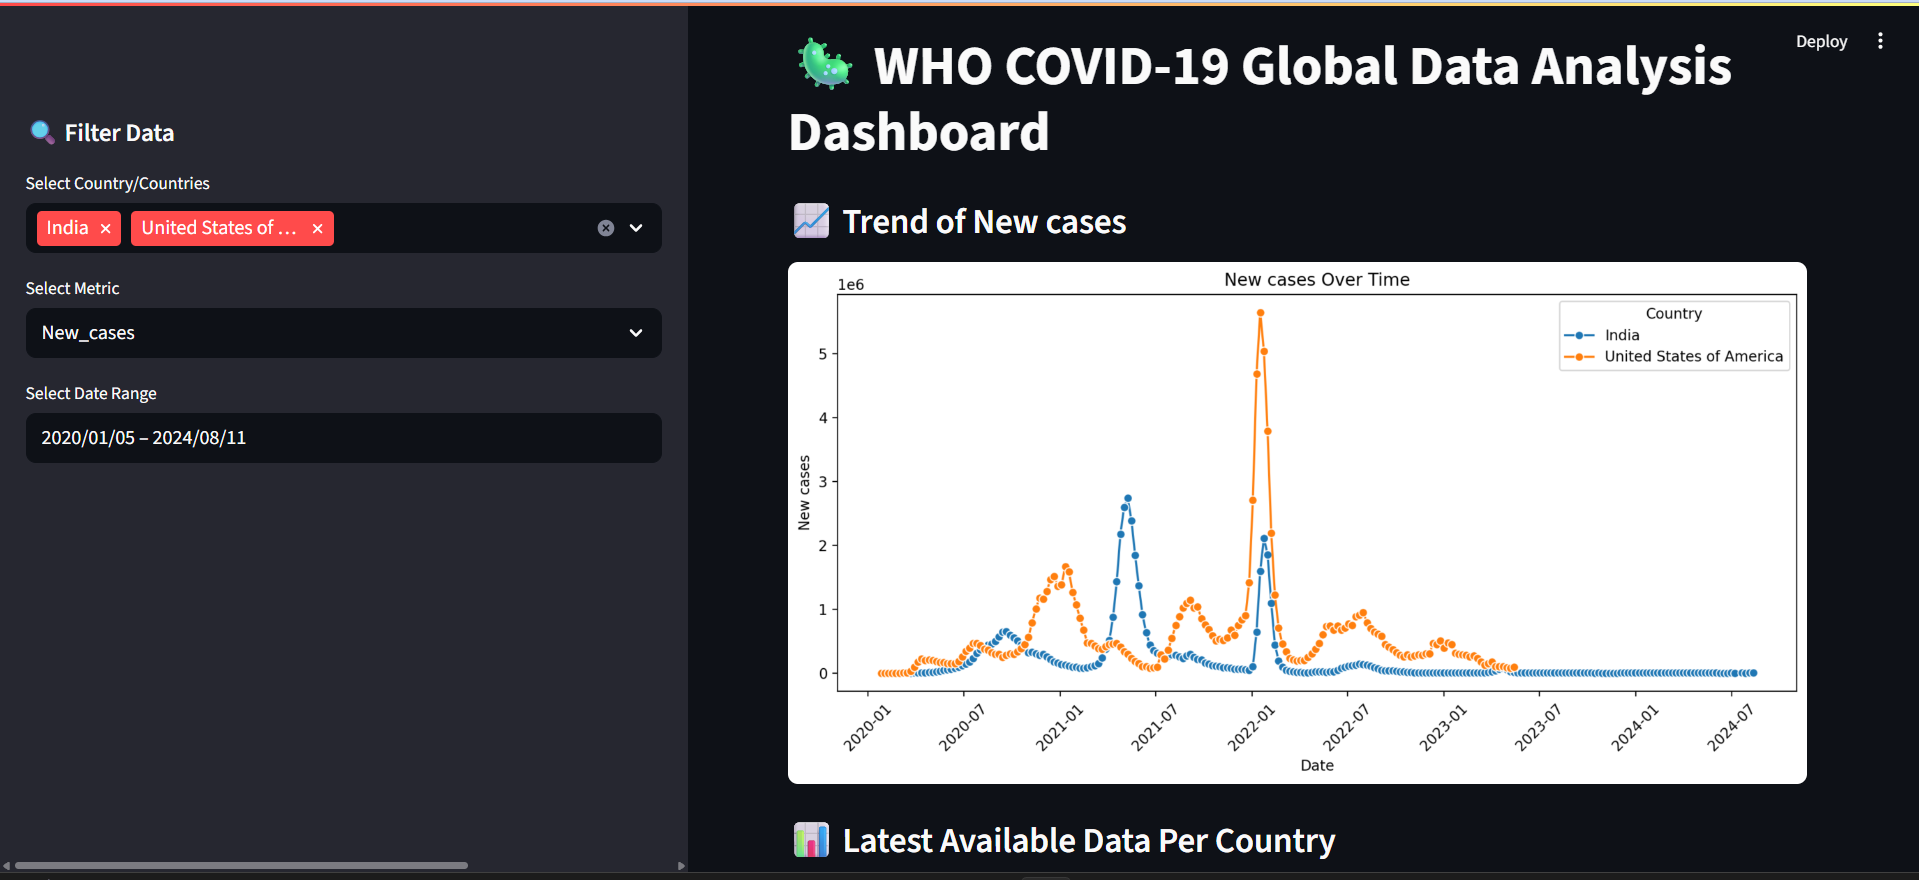 Deploy
🔍 Filter Data
Select Country/Countries
India × United States of ... ×
Select Metric
New_cases
Select Date Range
2020/01/05 – 2024/08/11
🦠 WHO COVID-19 Global Data Analysis
Dashboard
📈 Trend of New cases
New cases Over Time
1e6
Country
India
United States of America
5
4
3
2
1
0
New cases
2020-01
2020-07
2021-01
2021-07
2022-01
2022-07
2023-01
2023-07
2024-01
2024-07
Date
📊 Latest Available Data Per Country